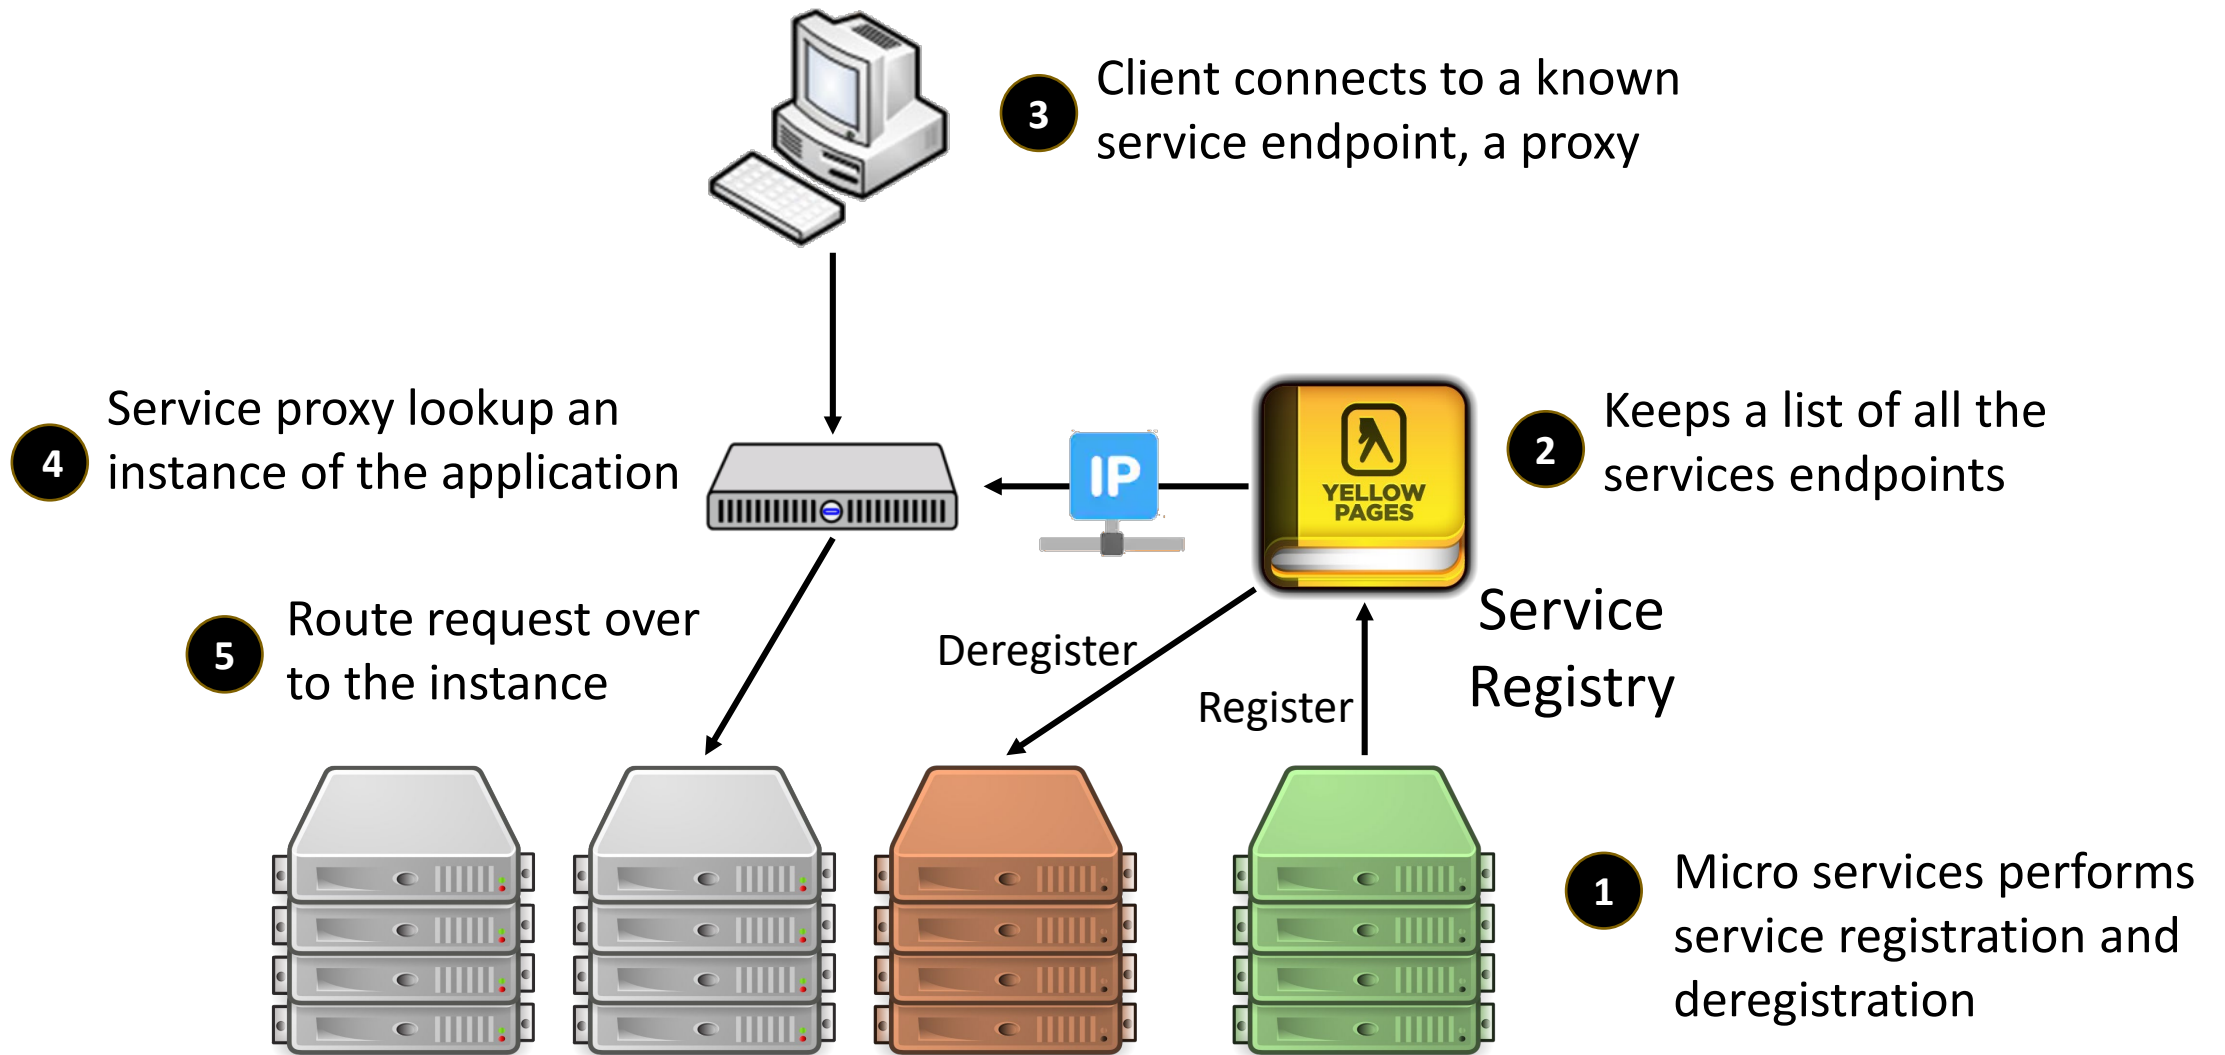 3
Client connects to a known
service endpoint, a proxy
4
Service proxy lookup an
instance of the application
IP
YELLOW
PAGES
2
Keeps a list of all the
services endpoints
Service
Registry
5
Route request over
to the instance
Deregister
Register
1
Micro services performs
service registration and
deregistration